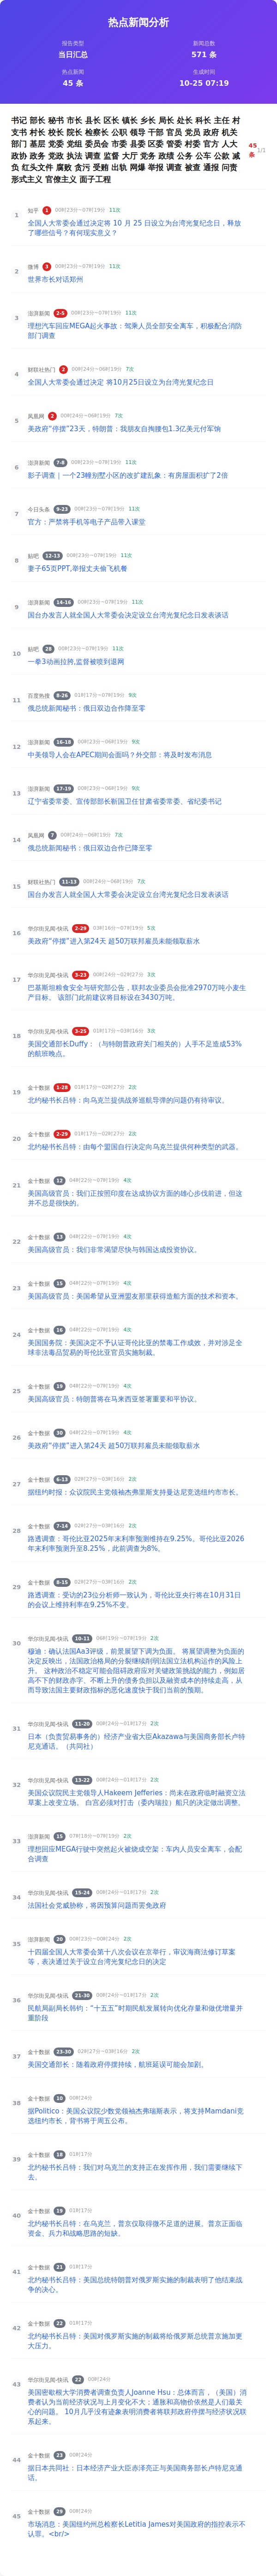 热点新闻分析
报告类型
当日汇总
新闻总数
571 条
热点新闻
45 条
生成时间
10-25 07:19
书记 部长 秘书 市长 县长 区长 镇长 乡长 局长 处长 科长 主任 村
支书 村长 校长 院长 检察长 公职 领导 干部 官员 党员 政府 机关
部门 基层 党委 党组 委员会 市委 县委 区委 管委 村委 官方 人大
政协 政务 党政 执法 调查 监督 大厅 党务 政绩 公务 公车 公款 减
负 红头文件 腐败 贪污 受贿 出轨 网爆 举报 调查 被查 通报 问责
形式主义 官僚主义 面子工程
45
条
1/1
1
知乎 1 00时23分~07时19分 11次
全国人大常委会通过决定 将 10 月 25 日设立为台湾光复纪念日，释放
了哪些信号？有何现实意义？
2
微博 3 00时23分~07时19分 11次
世界市长对话郑州
3
澎湃新闻 2-5 00时23分~07时19分 11次
理想汽车回应MEGA起火事故：驾乘人员全部安全离车，积极配合消防
部门调查
4
财联社热门 2 00时24分~06时19分 7次
全国人大常委会通过决定 将10月25日设立为台湾光复纪念日
5
凤凰网 2 00时24分~06时19分 7次
美政府“停摆”23天，特朗普：我朋友自掏腰包1.3亿美元付军饷
6
澎湃新闻 7-8 00时23分~07时19分 11次
影子调查｜一个23幢别墅小区的改扩建乱象：有房屋面积扩了2倍
7
今日头条 9-23 00时23分~07时19分 11次
官方：严禁将手机等电子产品带入课堂
8
贴吧 12-13 00时23分~07时19分 11次
妻子65页PPT,举报丈夫偷飞机餐
9
澎湃新闻 14-16 00时23分~07时19分 11次
国台办发言人就全国人大常委会决定设立台湾光复纪念日发表谈话
10
贴吧 28 00时23分~07时19分 11次
一拳3动画拉胯,监督被喷到退网
11
百度热搜 8-26 01时17分~07时19分 9次
俄总统新闻秘书：俄日双边合作降至零
12
澎湃新闻 16-18 00时23分~06时19分 9次
中美领导人会在APEC期间会面吗？外交部：将及时发布消息
13
澎湃新闻 17-19 00时23分~06时19分 8次
辽宁省委常委、宣传部部长靳国卫任甘肃省委常委、省纪委书记
14
凤凰网 7 00时24分~06时19分 7次
俄总统新闻秘书：俄日双边合作已降至零
15
财联社热门 11-13 00时24分~06时19分 7次
国台办发言人就全国人大常委会决定设立台湾光复纪念日发表谈话
16
华尔街见闻-快讯 2-29 03时16分~07时19分 5次
美政府“停摆”进入第24天 超50万联邦雇员未能领取薪水
17
华尔街见闻-快讯 3-23 00时24分~02时27分 3次
巴基斯坦粮食安全与研究部公告，联邦农业委员会批准2970万吨小麦生
产目标。 该部门此前建议将目标设在3430万吨。
18
华尔街见闻-快讯 3-25 01时17分~03时16分 3次
美国交通部长Duffy：（与特朗普政府关门相关的）人手不足造成53%
的航班晚点。
19
金十数据 1-28 01时17分~02时27分 2次
北约秘书长吕特：向乌克兰提供战斧巡航导弹的问题仍有待审议。
20
金十数据 2-29 01时17分~02时27分 2次
北约秘书长吕特：由每个盟国自行决定向乌克兰提供何种类型的武器。
21
金十数据 12 04时22分~07时19分 4次
美国高级官员：我们正按照印度在达成协议方面的雄心步伐前进，但这
并不总是很快的。
22
金十数据 13 04时22分~07时19分 4次
美国高级官员：我们非常渴望尽快与韩国达成投资协议。
23
金十数据 15 04时22分~07时19分 4次
美国高级官员：美国希望从亚洲盟友那里获得造船方面的技术和资本。
24
金十数据 16 04时22分~07时19分 4次
美国国务院：美国决定不予认证哥伦比亚的禁毒工作成效，并对涉足全
球非法毒品贸易的哥伦比亚官员实施制裁。
25
金十数据 19 04时22分~07时19分 4次
美国高级官员：特朗普将在马来西亚签署重要和平协议。
26
金十数据 30 04时22分~07时19分 4次
美政府“停摆”进入第24天 超50万联邦雇员未能领取薪水
27
金十数据 6-13 02时27分~03时16分 2次
据纽约时报：众议院民主党领袖杰弗里斯支持曼达尼竞选纽约市市长。
28
金十数据 7-14 02时27分~03时16分 2次
路透调查：哥伦比亚2025年末利率预测维持在9.25%。哥伦比亚2026
年末利率预测升至8.25%，此前调查为8%。
29
金十数据 8-15 02时27分~03时16分 2次
路透调查：受访的23位分析师一致认为，哥伦比亚央行将在10月31日
的会议上维持利率在9.25%不变。
30
华尔街见闻-快讯 10-11 06时19分~07时19分 2次
穆迪：确认法国Aa3评级，前景展望下调为负面。 将展望调整为负面的
决定反映出，法国政治格局的分裂继续削弱法国立法机构运作的风险上
升。 这种政治不稳定可能会阻碍政府应对关键政策挑战的能力，例如居
高不下的财政赤字、不断上升的债务负担以及融资成本的持续走高，从
而导致法国主要财政指标的恶化速度快于我们当前的预期。
31
华尔街见闻-快讯 11-20 00时24分~01时17分 2次
日本（负责贸易事务的）经济产业省大臣Akazawa与美国商务部长卢特
尼克通话。（共同社）
32
华尔街见闻-快讯 13-22 00时24分~01时17分 2次
美国众议院民主党领导人Hakeem Jefferies：尚未在政府临时融资立法
草案上改变立场。 白宫必须对打击（委内瑞拉）船只的决定做出调整。
33
澎湃新闻 15 07时18分~07时19分 2次
理想回应MEGA行驶中突然起火被烧成空架：车内人员安全离车，会配
合调查
34
华尔街见闻-快讯 15-24 00时24分~01时17分 2次
法国社会党威胁称，将因预算问题而罢免政府
35
澎湃新闻 20 00时23分~00时24分 2次
十四届全国人大常委会第十八次会议在京举行，审议海商法修订草案
等，表决通过关于设立台湾光复纪念日的决定
36
华尔街见闻-快讯 21-30 00时24分~01时17分 2次
民航局副局长韩钧：“十五五”时期民航发展转向优化存量和做优增量并
重阶段
37
金十数据 23-30 02时27分~03时16分 2次
美国交通部长：随着政府停摆持续，航班延误可能会加剧。
38
金十数据 10 00时24分
据Politico：美国众议院少数党领袖杰弗瑞斯表示，将支持Mamdani竞
选纽约市长，背书将于周五公布。
39
金十数据 18 01时17分
北约秘书长吕特：我们对乌克兰的支持正在发挥作用，我们需要继续下
去。
40
金十数据 19 01时17分
北约秘书长吕特：在乌克兰，普京仅取得微不足道的进展。普京正面临
资金、兵力和战略思路的短缺。
41
金十数据 21 01时17分
北约秘书长吕特：美国总统特朗普对俄罗斯实施的制裁表明了他结束战
争的决心。
42
金十数据 22 01时17分
北约秘书长吕特：美国对俄罗斯实施的制裁将给俄罗斯总统普京施加更
大压力。
43
华尔街见闻-快讯 22 00时24分
美国密歇根大学消费者调查负责人Joanne Hsu：总体而言，（美国）消
费者认为当前经济状况与上月变化不大；通胀和高物价依然是人们最关
心的问题。 10月几乎没有迹象表明消费者将联邦政府停摆与经济状况联
系起来。
44
金十数据 23 00时24分
据日本共同社：日本经济产业大臣赤泽亮正与美国商务部长卢特尼克通
话。
45
金十数据 29 00时24分
市场消息：美国纽约州总检察长Letitia James对美国政府的指控表示不
认罪。<br/>